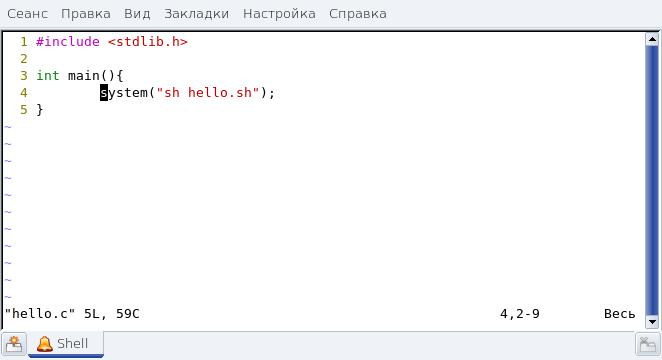 Сеанс Правка Вид Закладки Настройка Справка
1 #include <stdlib.h>
2
3 int main(){
4         system("sh hello.sh");
5 }
~
~
~
~
~
~
~
~
~
~
~
"hello.c" 5L, 59C 4,2-9 Весь
Shell